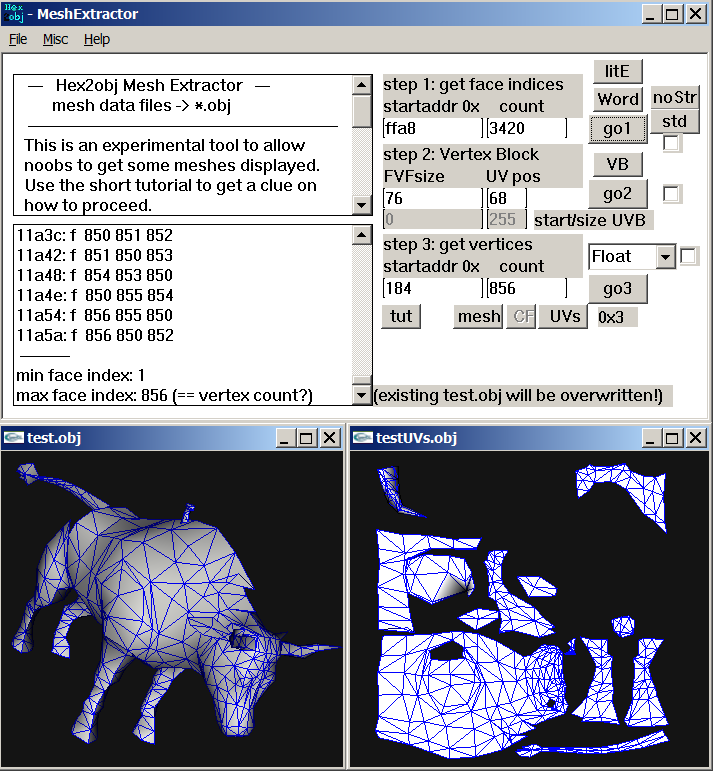 Hex
obj - MeshExtractor
File Misc Help
— Hex2obj Mesh Extractor —
mesh data files -> *.obj
This is an experimental tool to allow
noobs to get some meshes displayed.
Use the short tutorial to get a clue on
how to proceed.
11a3c: f 850 851 852
11a42: f 851 850 853
11a48: f 854 853 850
11a4e: f 850 855 854
11a54: f 856 855 850
11a5a: f 856 850 852
min face index: 1
max face index: 856 (== vertex count?)
step 1: get face indices
startaddr 0x count
ffa8 3420
litE
Word
noStr
go1
std
step 2: Vertex Block
FVFsize UV pos
76 68
0 255 start/size UVB
VB
go2
step 3: get vertices
startaddr 0x count
184 856
Float
go3
tut mesh CF UVs 0x3
(existing test.obj will be overwritten!)
test.obj
testUVs.obj